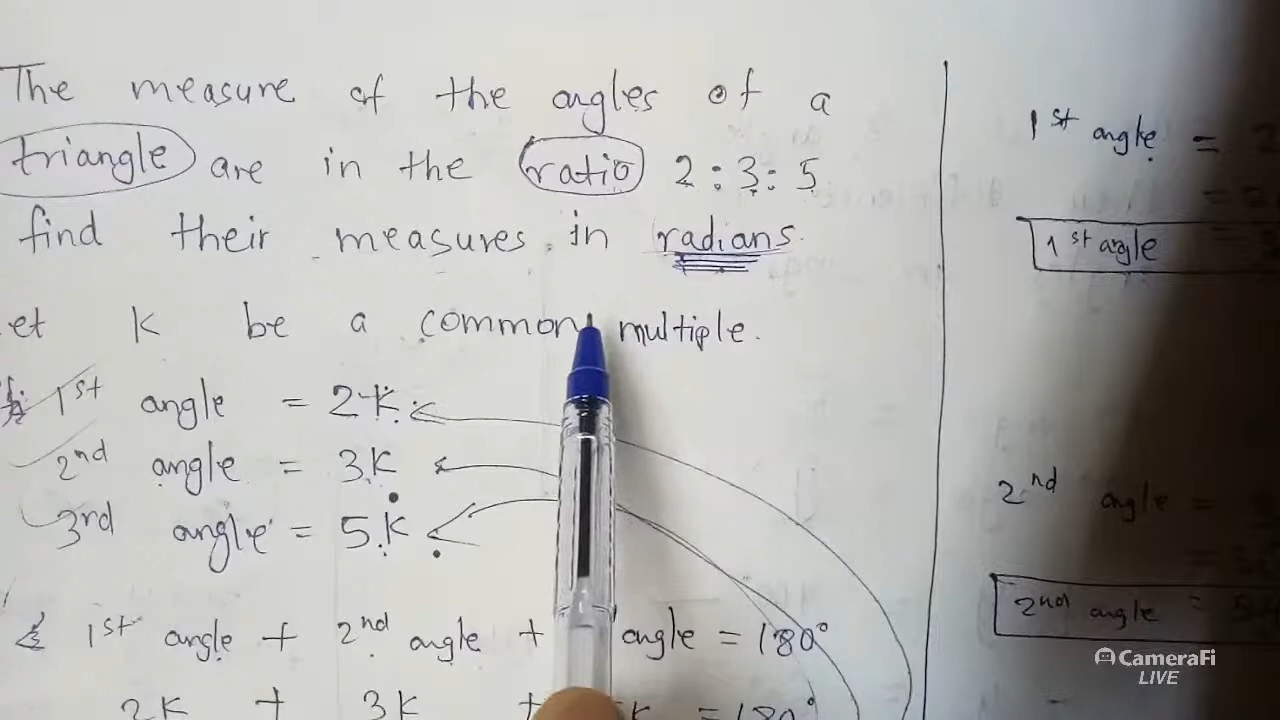 The measure of the angles of a
triangle are in the ratio 2:3:5
find their measures in radians.
et K be a common multiple.
1st angle = 2K
2nd angle = 3K
3rd angle = 5K
1st angle + 2nd angle + angle = 180°
2K + 3K + K = 180°
1st angle = 2
1st angle
2nd angle =
2nd angle =
CameraFi
LIVE